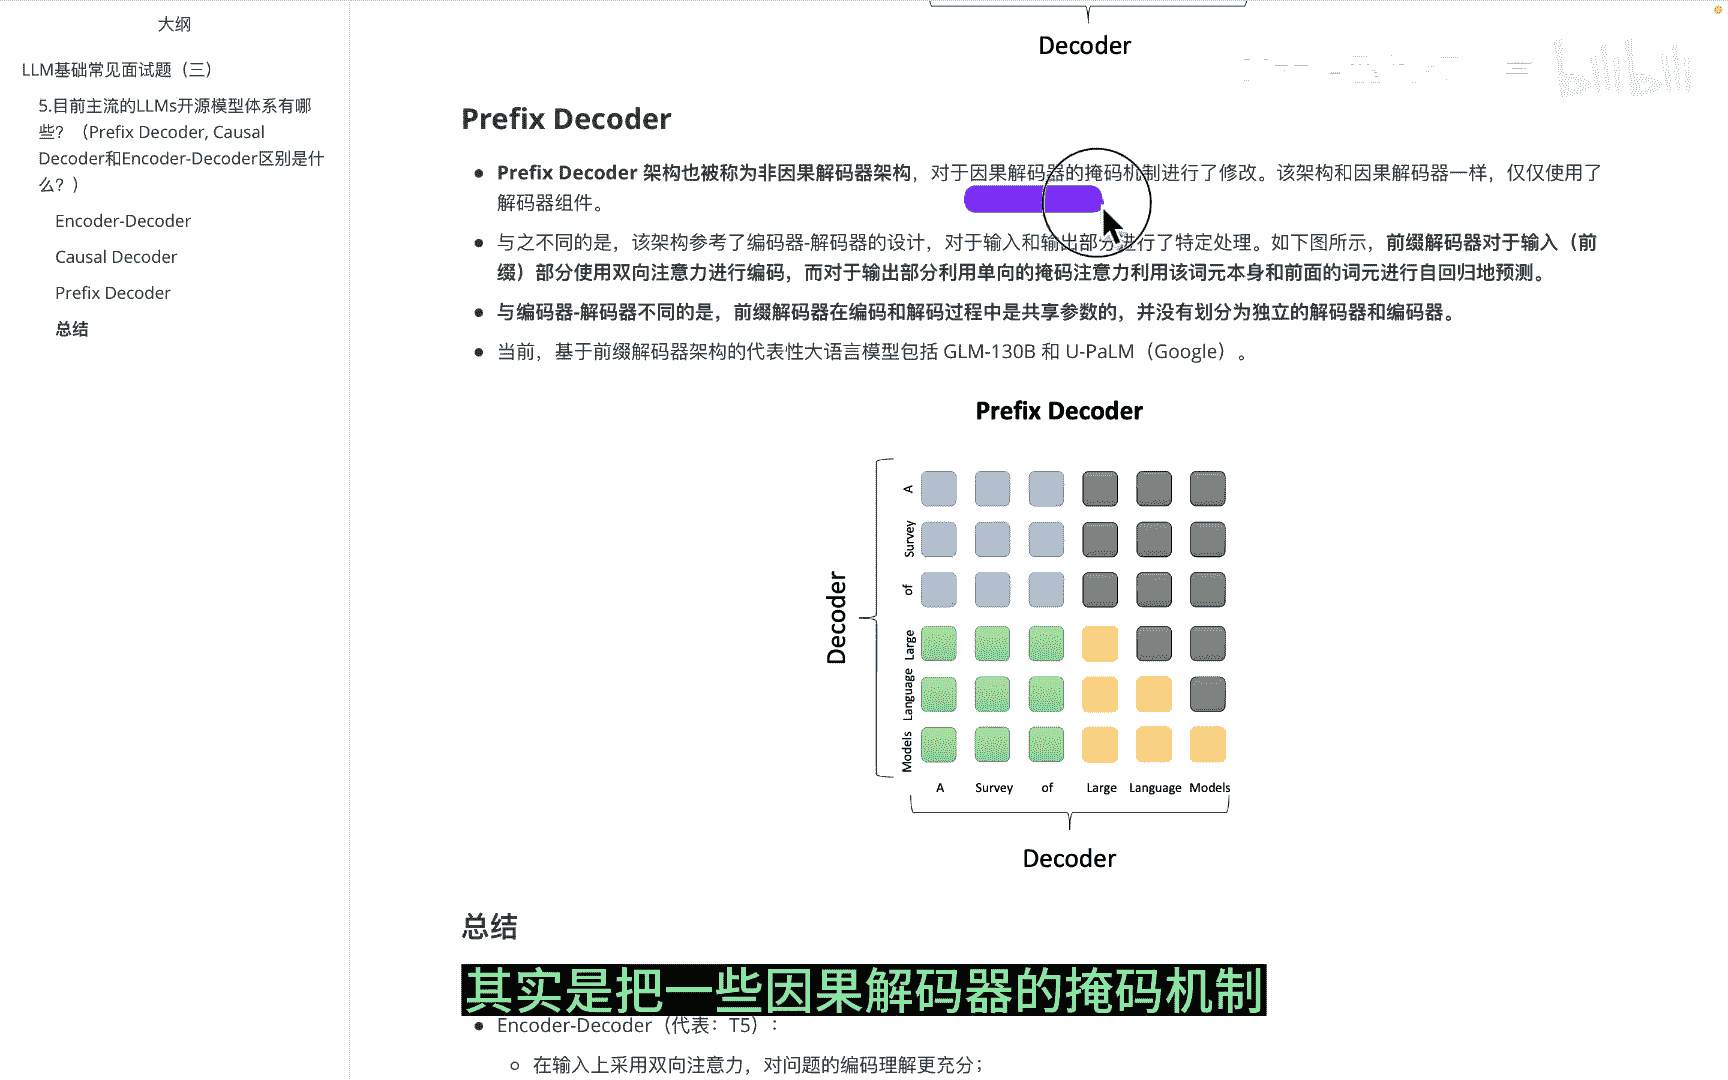 大纲
LLM基础常见面试题（三）
5.目前主流的LLMs开源模型体系有哪
些？（Prefix Decoder, Causal
Decoder和Encoder-Decoder区别是什
么？）
Encoder-Decoder
Causal Decoder
Prefix Decoder
总结
Decoder
bilibili
Prefix Decoder
Prefix Decoder 架构也被称为非因果解码器架构，对于因果解码器的掩码机制进行了修改。该架构和因果解码器一样，仅仅使用了
解码器组件。
与之不同的是，该架构参考了编码器-解码器的设计，对于输入和输出部分进行了特定处理。如下图所示，前缀解码器对于输入（前
缀）部分使用双向注意力进行编码，而对于输出部分利用单向的掩码注意力利用该词元本身和前面的词元进行自回归地预测。
与编码器-解码器不同的是，前缀解码器在编码和解码过程中是共享参数的，并没有划分为独立的解码器和编码器。
当前，基于前缀解码器架构的代表性大语言模型包括 GLM-130B 和 U-PaLM（Google）。
Prefix Decoder
A
Survey
of
Large
Language
Models
Decoder
A Survey of Large Language Models
Decoder
总结
其实是把一些因果解码器的掩码机制
Encoder-Decoder（代表：T5）：
在输入上采用双向注意力，对问题的编码理解更充分；